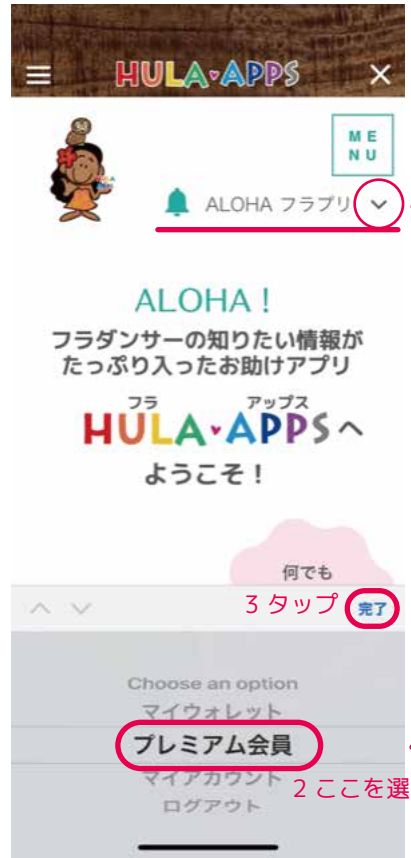 HULA♥APPS
ME
NU
ALOHA フラプリ
ALOHA！
フラダンサーの知りたい情報が
たっぷり入ったお助けアプリ
フラ アップス
HULA♥APPSへ
ようこそ！
何でも
3 タップ 完了
Choose an option
マイウォレット
プレミアム会員
マイアカウント
2 ここを選
ログアウト